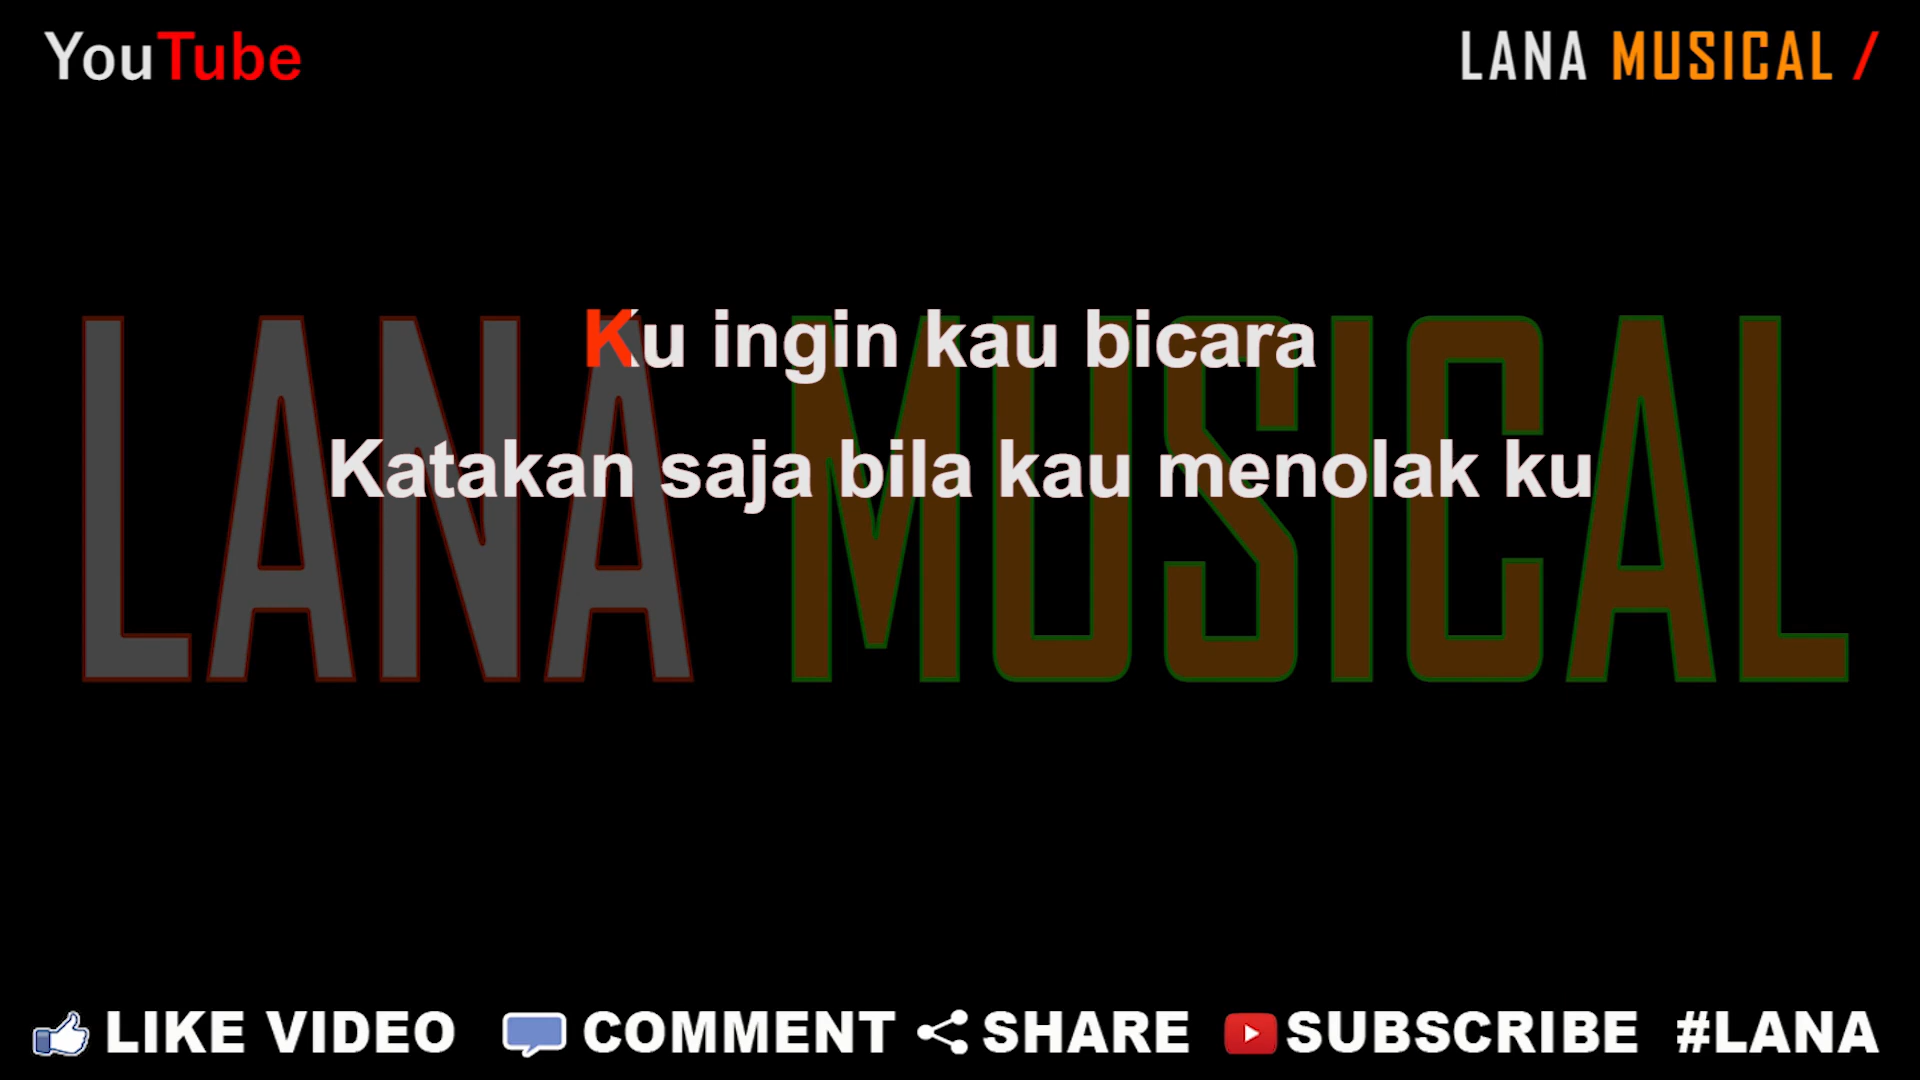 YouTube
LANA MUSICAL /
Ku ingin kau bicara
Katakan saja bila kau menolak ku
LANA MUSICAL
LIKE VIDEO COMMENT SHARE SUBSCRIBE #LANA